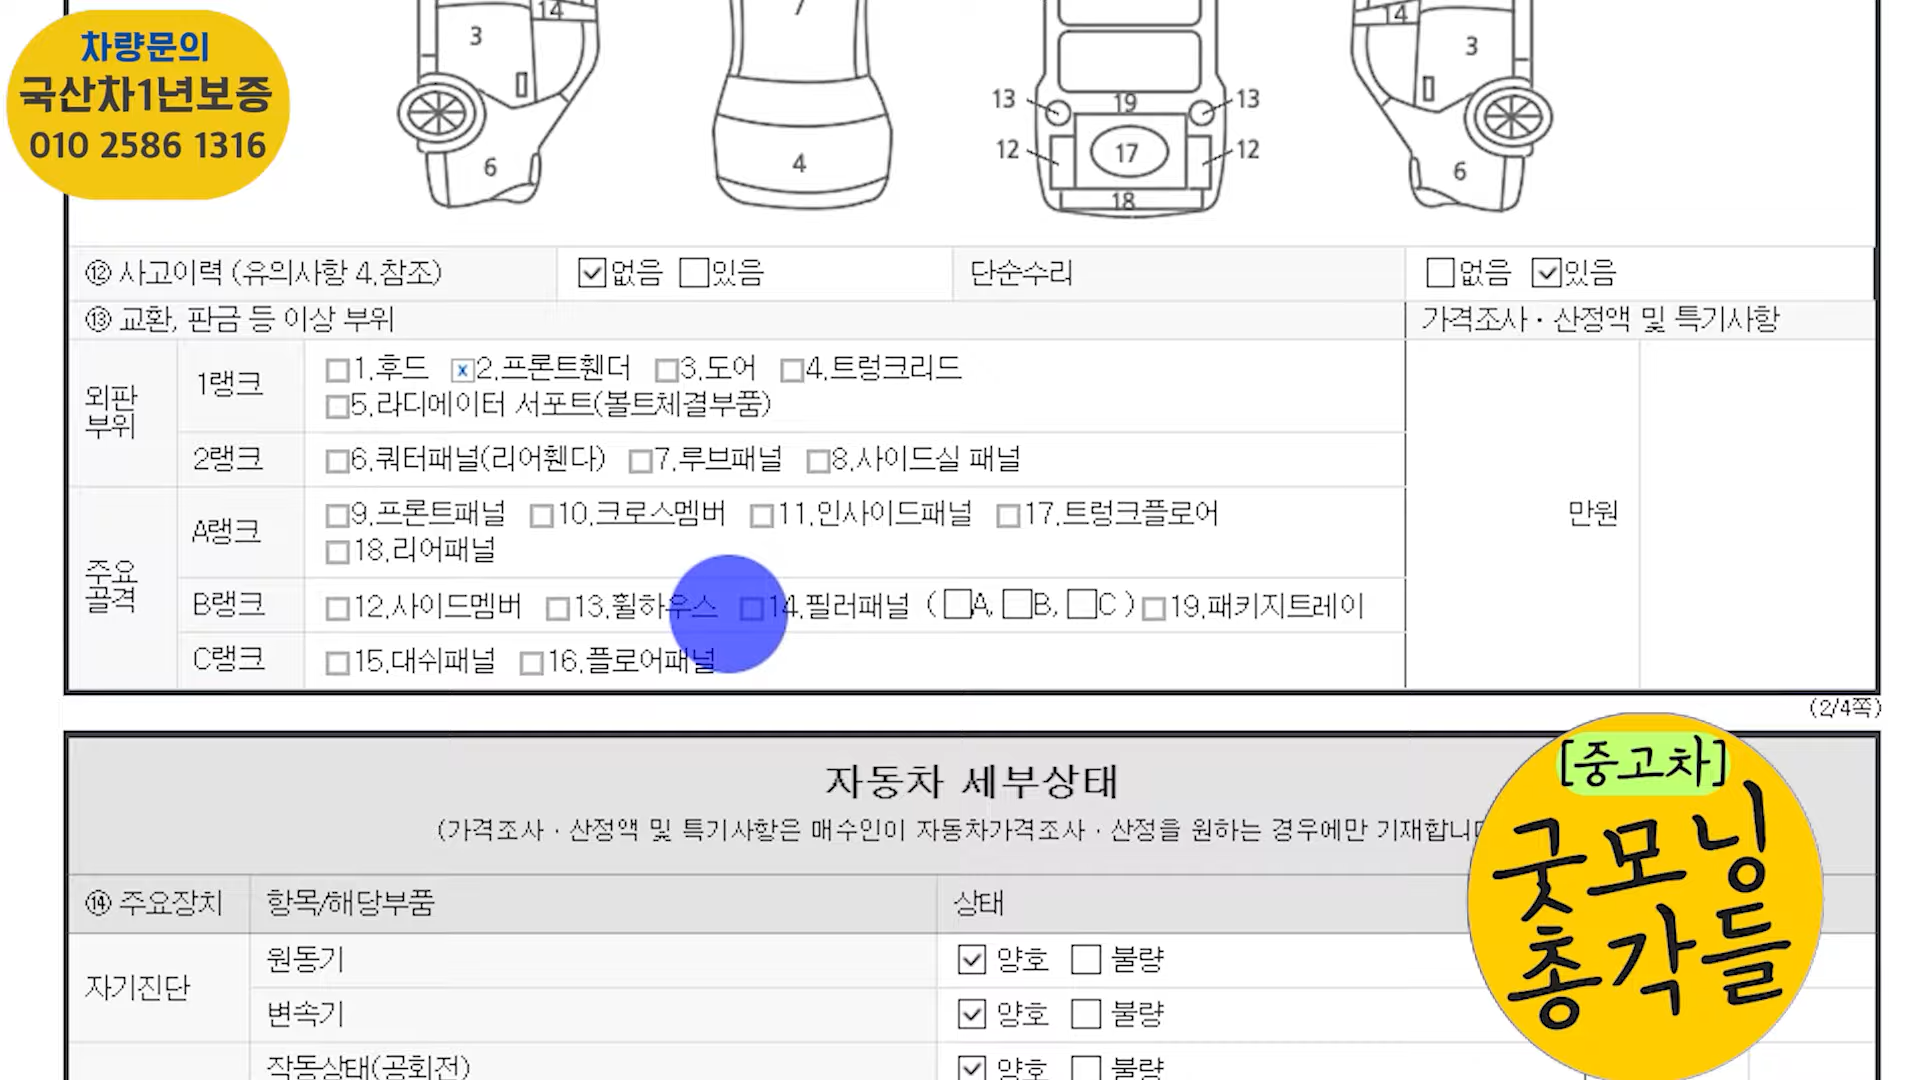 차량문의
국산차1년보증
010 2586 1316
14
3
6
7
4
13
19
13
12
17
12
18
14
3
6
⑫ 사고이력 (유의사항 4.참조)
없음 있음
단순수리
없음 있음
⑬ 교환, 판금 등 이상 부위
가격조사 · 산정액 및 특기사항
외판
부위
1랭크
1.후드 x 2.프론트휀더 3.도어 4.트렁크리드
5.라디에이터 서포트(볼트체결부품)
2랭크
6.쿼터패널(리어휀다) 7.루브패널 8.사이드실 패널
주요
골격
A랭크
9.프론트패널 10.크로스멤버 11.인사이드패널 17.트렁크플로어
18.리어패널
B랭크
12.사이드멤버 13.휠하우스 14.필러패널 ( A, B, C ) 19.패키지트레이
C랭크
15.대쉬패널 16.플로어패널
만원
(2/4쪽)
자동차 세부상태
(가격조사 · 산정액 및 특기사항은 매수인이 자동차가격조사 · 산정을 원하는 경우에만 기재합니
⑭ 주요장치
항목/해당부품
상태
자기진단
원동기
양호 불량
변속기
양호 불량
작동상태(공회전)
양호 불량
[중고차]
굿모닝
총각들